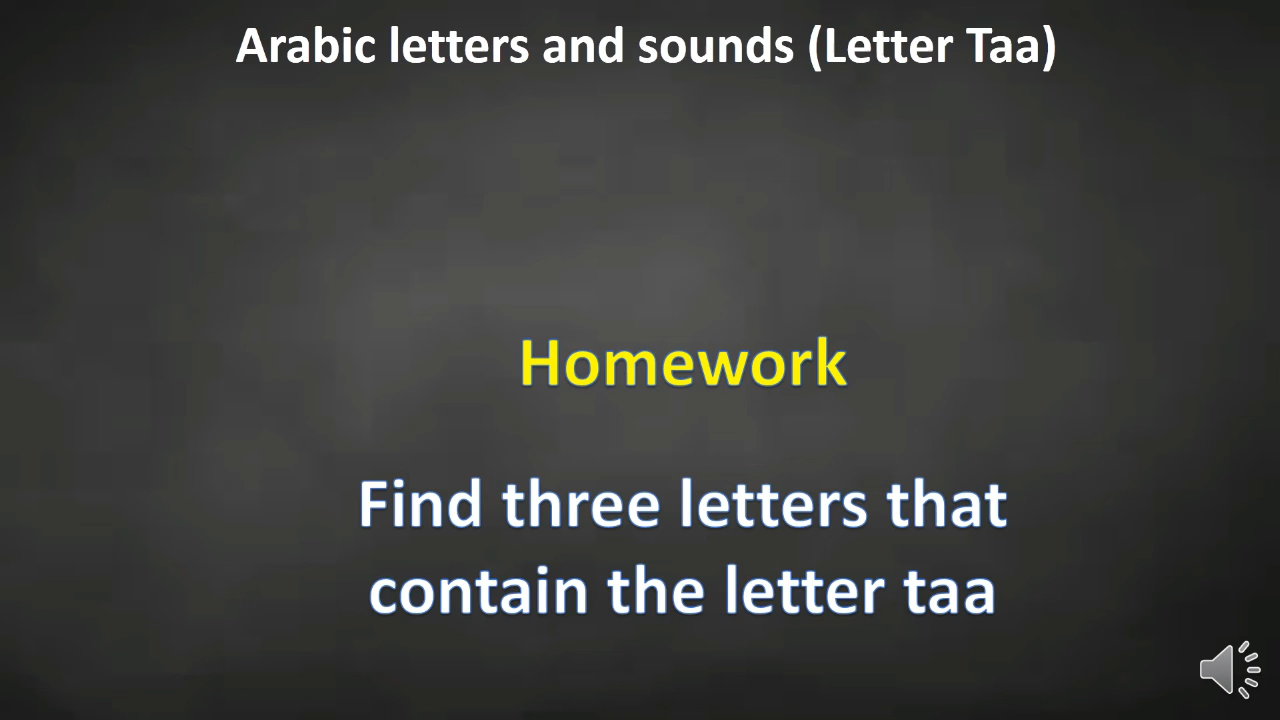 Arabic letters and sounds (Letter Taa)
Homework
Find three letters that
contain the letter taa